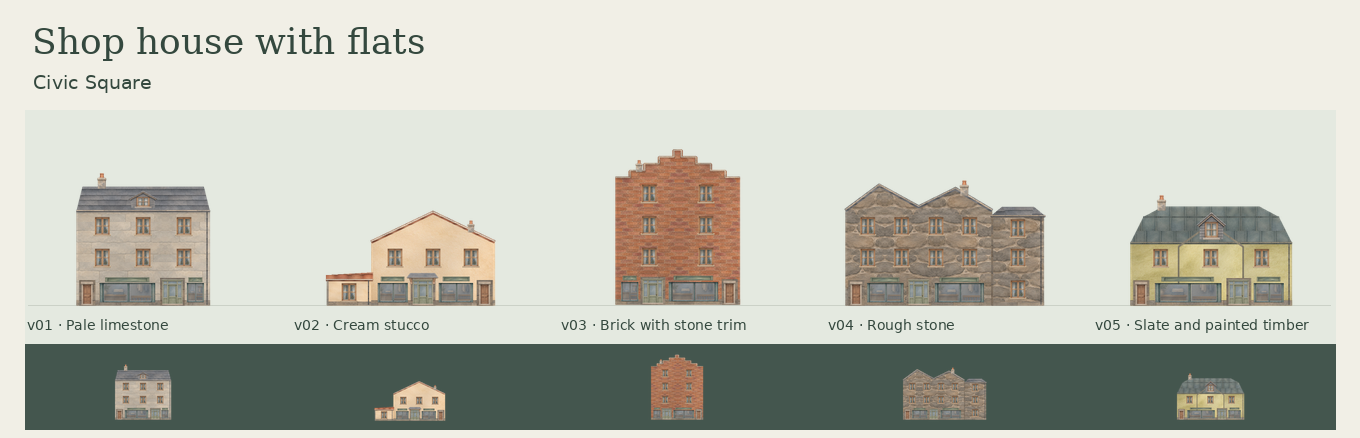 Shop house with flats
Civic Square
v01 · Pale limestone
v02 · Cream stucco
v03 · Brick with stone trim
v04 · Rough stone
v05 · Slate and painted timber